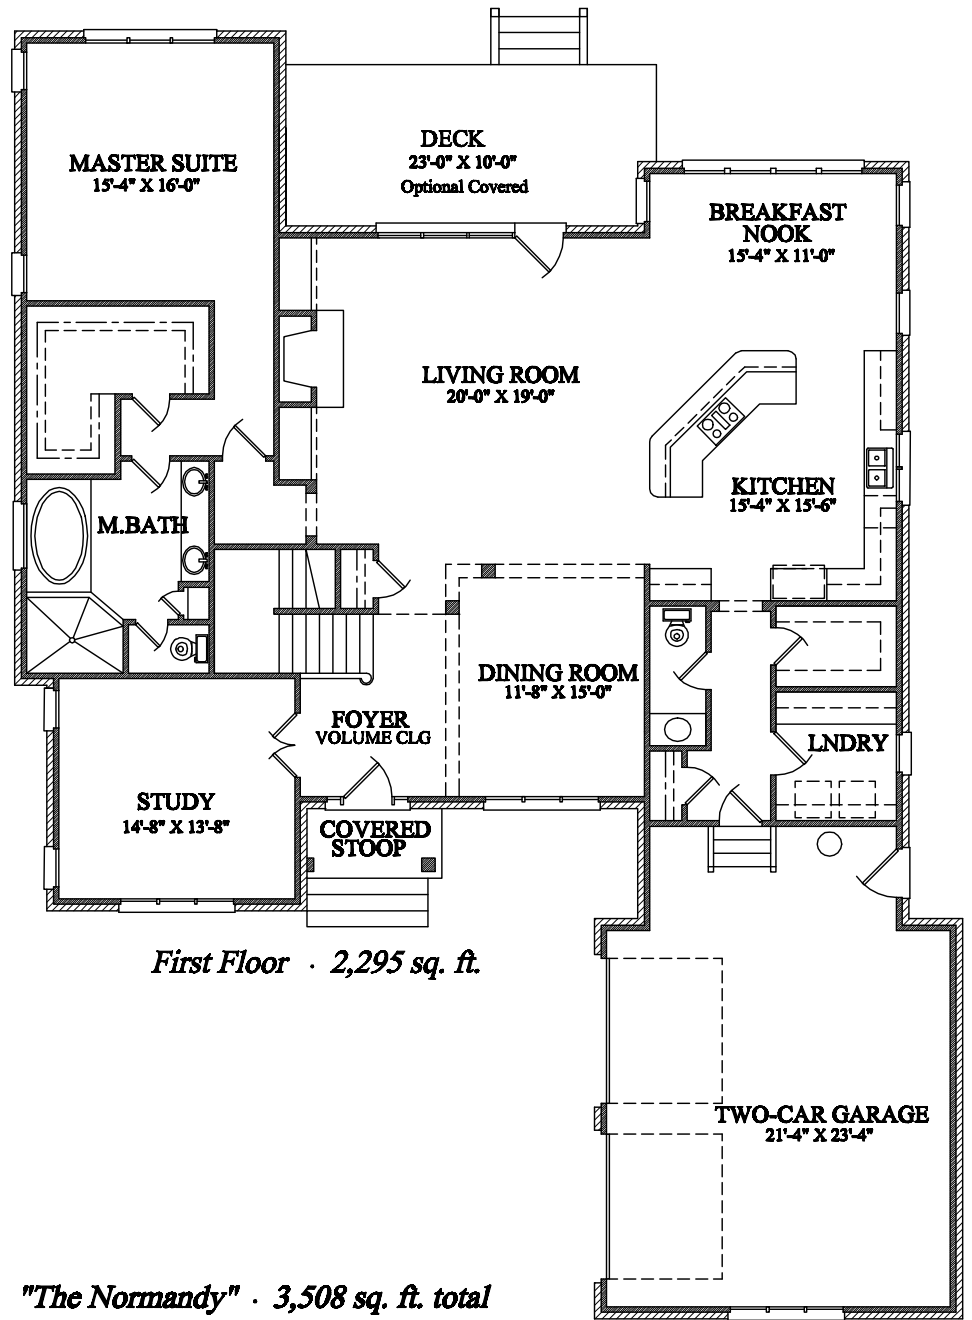 DECK
23'-0" X 10'-0"
Optional Covered
MASTER SUITE
15'-4" X 16'-0"
BREAKFAST
NOOK
15'-4" X 11'-0"
LIVING ROOM
20'-0" X 19'-0"
KITCHEN
15'-4" X 15'-6"
M.BATH
DINING ROOM
11'-8" X 15'-0"
FOYER
VOLUME CLG
LNDRY
STUDY
14'-8" X 13'-8"
COVERED
STOOP
First Floor · 2,295 sq. ft.
TWO-CAR GARAGE
21'-4" X 23'-4"
"The Normandy" · 3,508 sq. ft. total